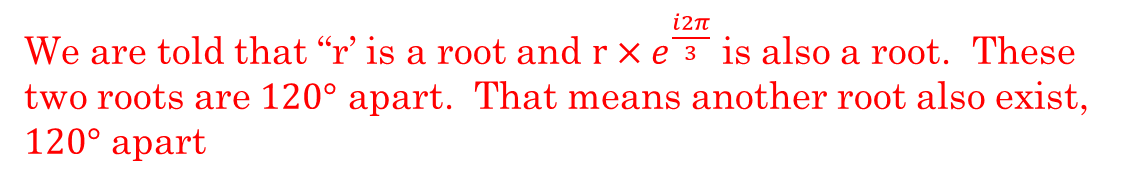 We are told that “r’ is a root and r × e^{\frac{i2π}{3}} is also a root.  These
two roots are 120° apart.  That means another root also exist,
120° apart